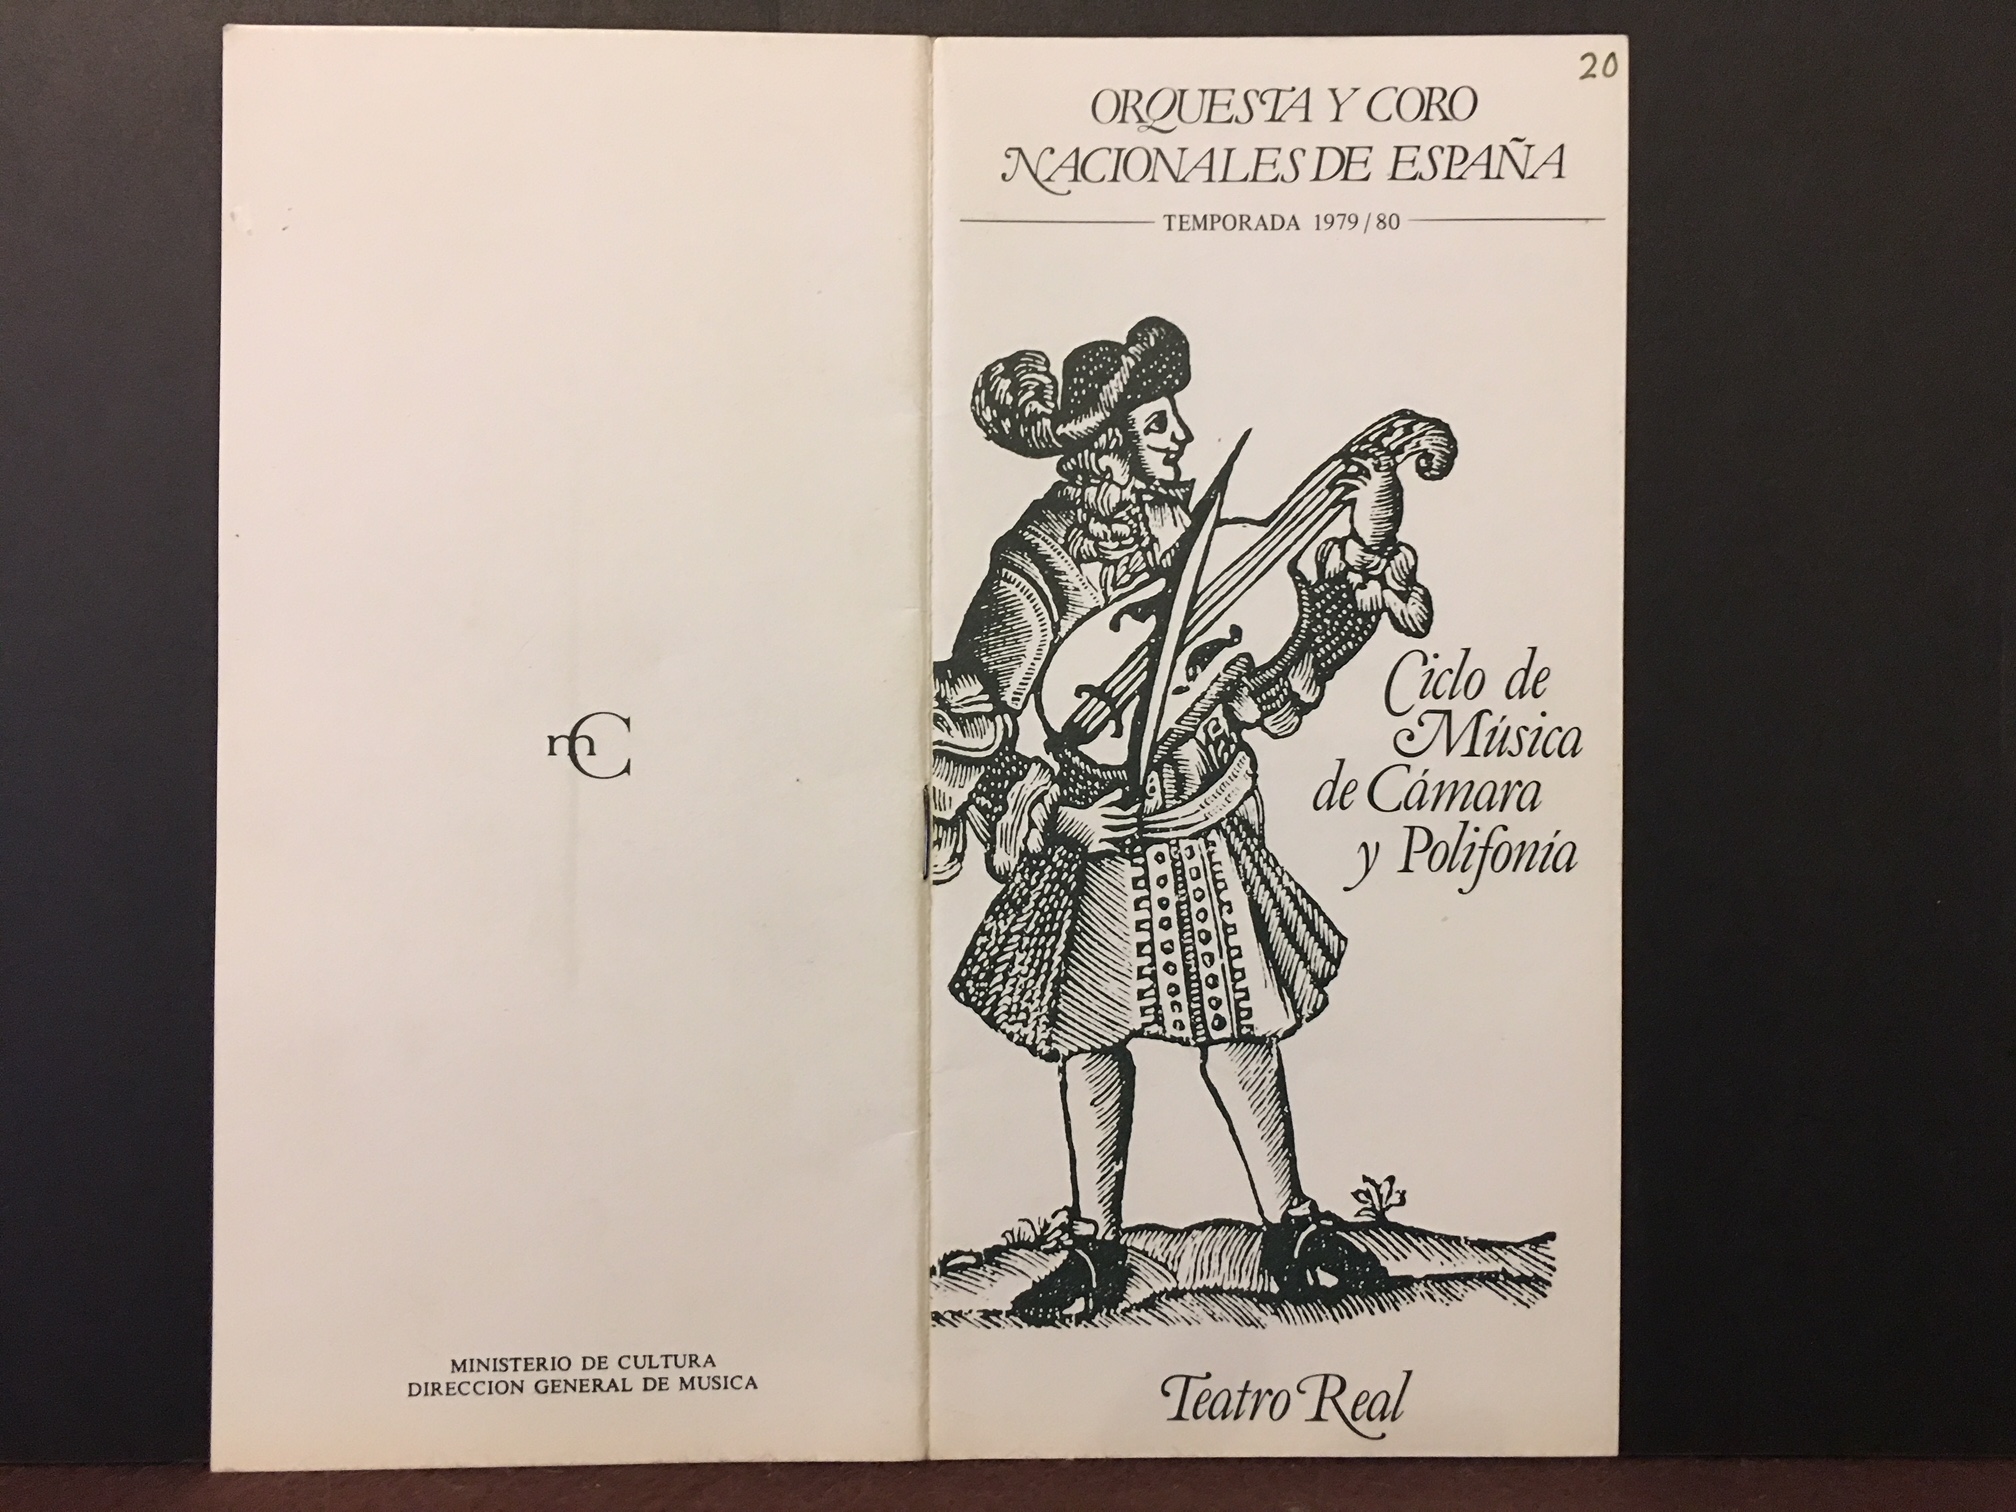 mC
MINISTERIO DE CULTURA
DIRECCION GENERAL DE MUSICA
20
ORQUESTA Y CORO
NACIONALES DE ESPAÑA
TEMPORADA 1979/80
Ciclo de
Música
de Cámara
y Polifonía
Teatro Real